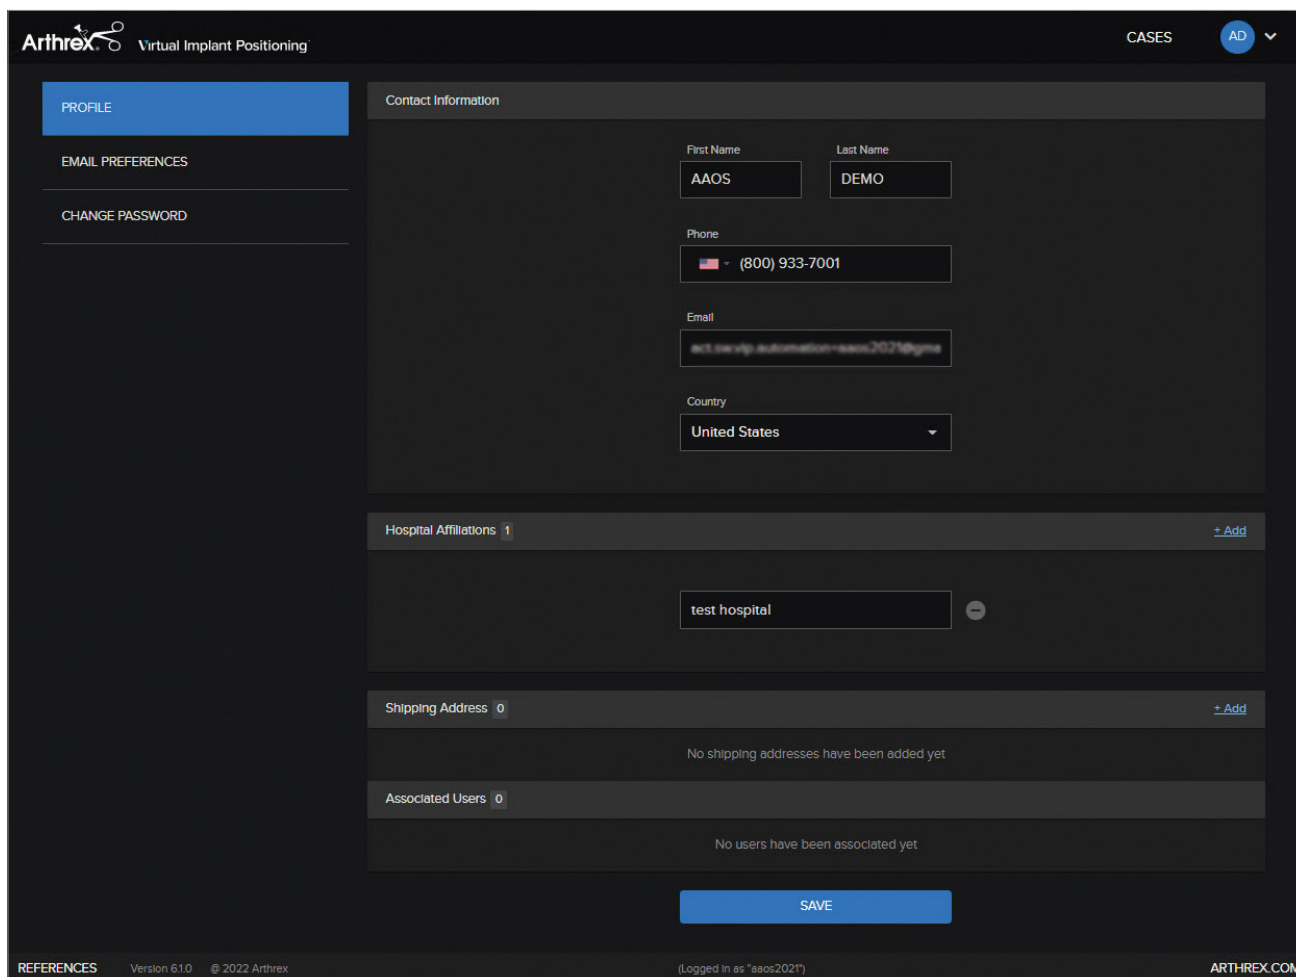 Arthrex Virtual Implant Positioning
CASES
AD
PROFILE
EMAIL PREFERENCES
CHANGE PASSWORD
Contact Information
First Name Last Name
AAOS DEMO
Phone
(800) 933-7001
Email
Country
United States
Hospital Affiliations 1 + Add
test hospital
Shipping Address 0 + Add
No shipping addresses have been added yet
Associated Users 0
No users have been associated yet
SAVE
REFERENCES Version 6.1.0 @ 2022 Arthrex (Logged in as "aaos2021") ARTHREX.COM